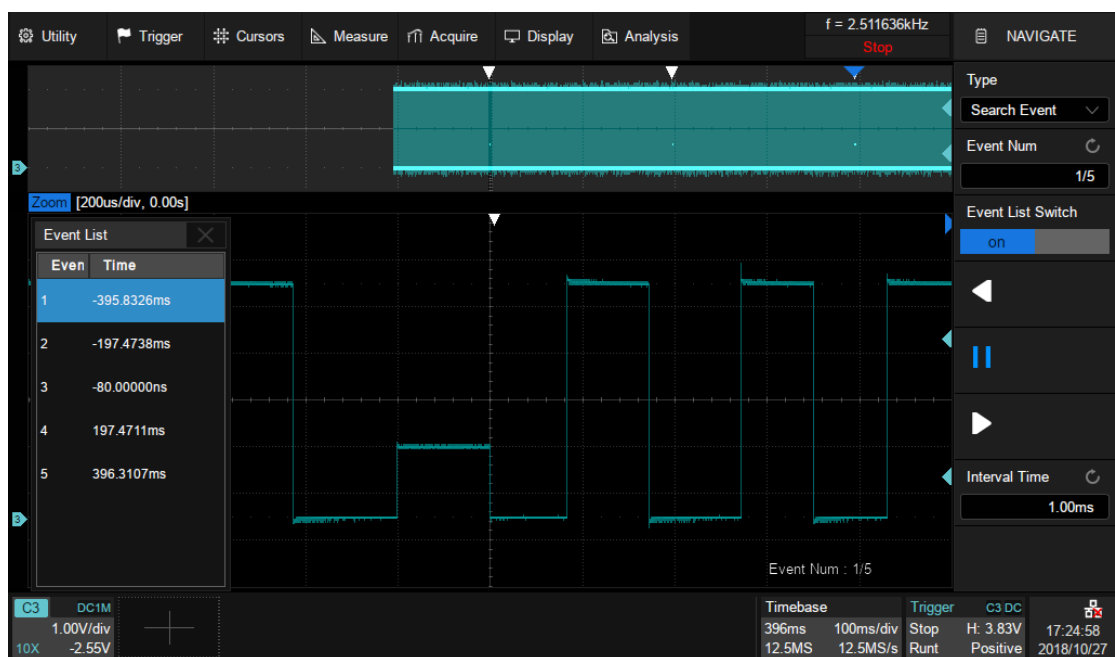 Utility Trigger Cursors Measure Acquire Display Analysis
f = 2.511636kHz
Stop
NAVIGATE
Type
Search Event
Event Num
1/5
Event List Switch
on
Interval Time
1.00ms
3
Zoom [200us/div, 0.00s]
Event List
Even Time
1 -395.8326ms
2 -197.4738ms
3 -80.00000ns
4 197.4711ms
5 396.3107ms
3
Event Num : 1/5
C3 DC1M
1.00V/div
10X -2.55V
Timebase
396ms 100ms/div
12.5MS 12.5MS/s
Trigger C3 DC
Stop H: 3.83V
Runt Positive
17:24:58
2018/10/27